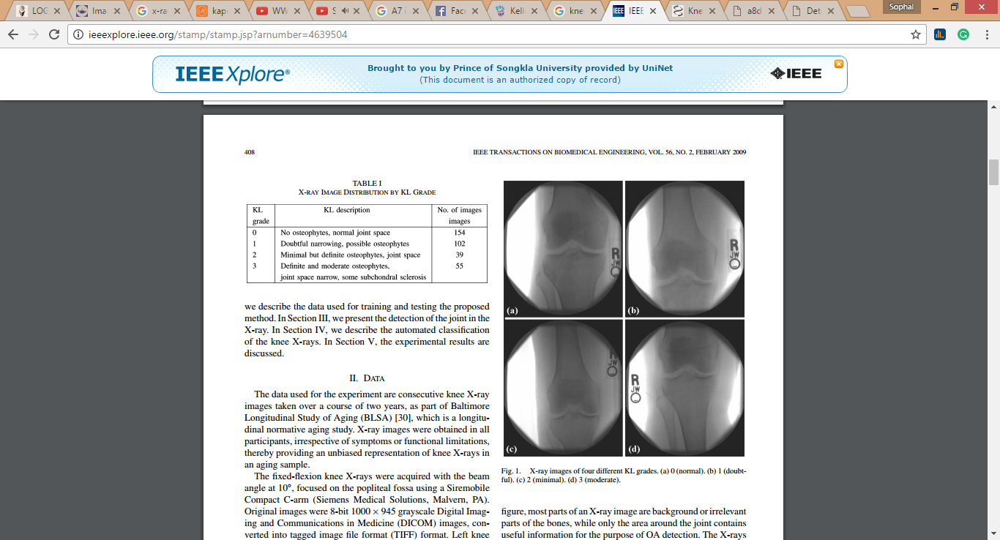 LOG
Ima
x-ra
kap
WW
S
A7
Fac
Kell
kne
IEEE
IEEE
Kne
a8c
Det
Sophal
ieeexplore.ieee.org/stamp/stamp.jsp?arnumber=4639504
IEEE Xplore®
Brought to you by Prince of Songkla University provided by UniNet
(This document is an authorized copy of record)
IEEE
408
IEEE TRANSACTIONS ON BIOMEDICAL ENGINEERING, VOL. 56, NO. 2, FEBRUARY 2009
TABLE I
X-RAY IMAGE DISTRIBUTION BY KL GRADE
KL KL description No. of images
grade images
0 No osteophytes, normal joint space 154
1 Doubtful narrowing, possible osteophytes 102
2 Minimal but definite osteophytes, joint space 39
3 Definite and moderate osteophytes, 55
joint space narrow, some subchondral sclerosis
we describe the data used for training and testing the proposed
method. In Section III, we present the detection of the joint in the
X-ray. In Section IV, we describe the automated classification
of the knee X-rays. In Section V, the experimental results are
discussed.
II. DATA
The data used for the experiment are consecutive knee X-ray
images taken over a course of two years, as part of Baltimore
Longitudinal Study of Aging (BLSA) [30], which is a longitu-
dinal normative aging study. X-ray images were obtained in all
participants, irrespective of symptoms or functional limitations,
thereby providing an unbiased representation of knee X-rays in
an aging sample.
The fixed-flexion knee X-rays were acquired with the beam
angle at 10°, focused on the popliteal fossa using a Siremobile
Compact C-arm (Siemens Medical Solutions, Malvern, PA).
Original images were 8-bit 1000 × 945 grayscale Digital Imag-
ing and Communications in Medicine (DICOM) images, con-
verted into tagged image file format (TIFF) format. Left knee
R
JW
(a)
R
JW
(b)
R
JW
(c)
R
JW
(d)
Fig. 1. X-ray images of four different KL grades. (a) 0 (normal). (b) 1 (doubt-
ful). (c) 2 (minimal). (d) 3 (moderate).
figure, most parts of an X-ray image are background or irrelevant
parts of the bones, while only the area around the joint contains
useful information for the purpose of OA detection. The X-rays